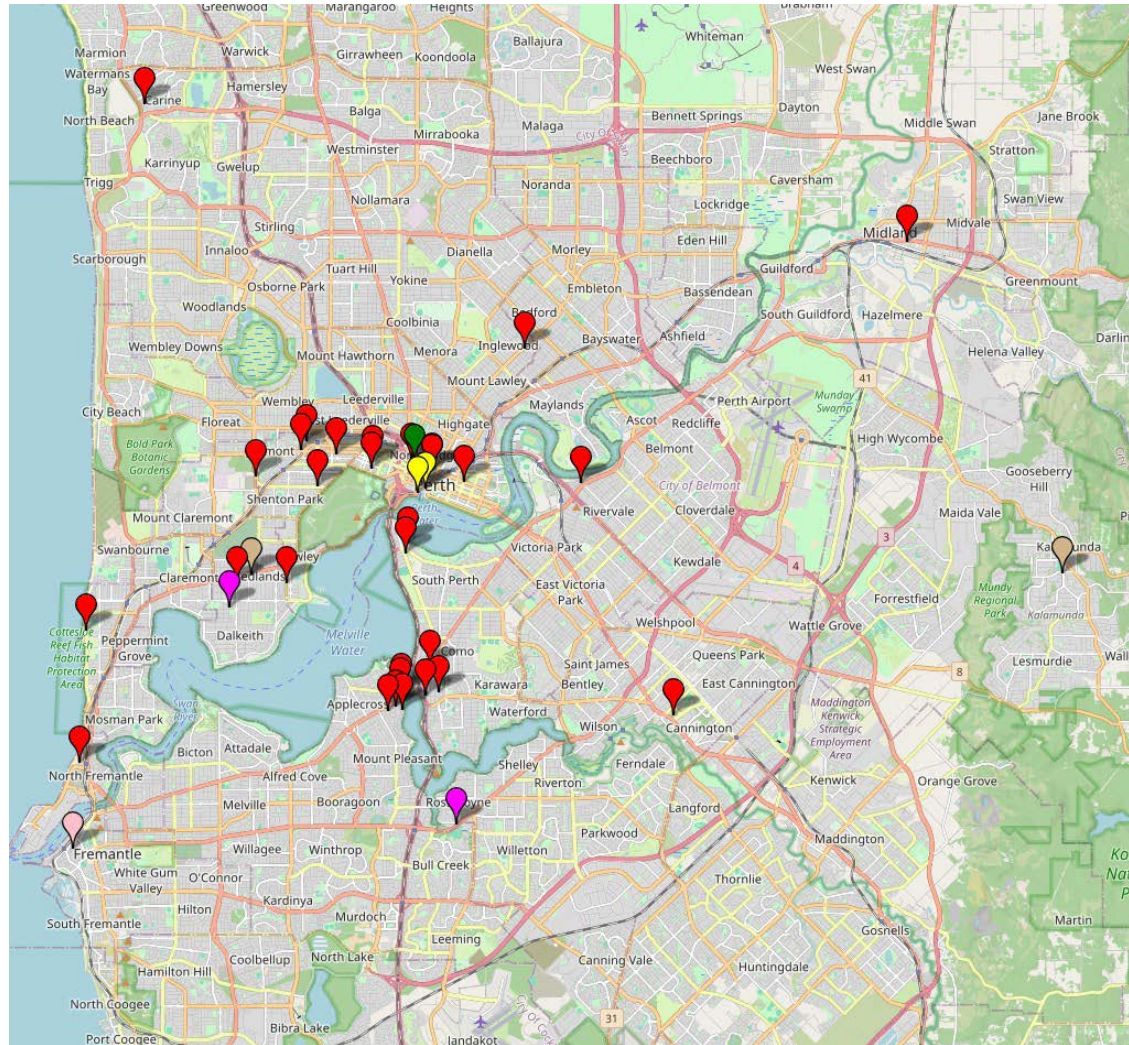 Greenwood
Marangaroo
Heights
Marmion
Warwick
Girrawheen
Koondoola
Ballajura
Whiteman
Watermans
Bay
Hamersley
West Swan
North Beach
Balga
Mirrabooka
Malaga
Bennett Springs
Dayton
Middle Swan
Jane Brook
Westminster
Stratton
Karrinyup
Gwelup
Beechboro
Trigg
Nollamara
Noranda
Caversham
Swan View
Lockridge
Stirling
Midland
Midvale
Innaloo
Dianella
Morley
Eden Hill
Scarborough
Tuart Hill
Yokine
Guildford
Greenmount
Osborne Park
Embleton
Bassendean
Woodlands
South Guildford
Hazelmere
Coolbinia
Wembley Downs
Menora
Inglewood
Bayswater
Ashfield
Mount Hawthorn
Helena Valley
Mount Lawley
41
City Beach
Wembley
Leederville
Maylands
Perth Airport
Munday
Swamp
Floreat
Highgate
Ascot
Redcliffe
High Wycombe
Bold Park
Botanic
Gardens
Belmont
Gooseberry
Hill
Shenton Park
City of Belmont
Mount Claremont
Rivervale
Cloverdale
Maida Vale
Swanbourne
Victoria Park
3
Claremont
South Perth
Kewdale
4
East Victoria
Park
Mundy
Regional
Park
Forrestfield
Kalamunda
Cottesloe
Reef Fish
Habitat
Protection
Area
Dalkeith
Peppermint
Grove
Melville
Water
Welshpool
Wattle Grove
Como
Saint James
Queens Park
Lesmurdie
Karawara
Bentley
East Cannington
8
Applecross
Swan
River
Mosman Park
Waterford
Wilson
Cannington
Maddington
Kenwick
Strategic
Employment
Area
Bicton
Attadale
Mount Pleasant
Shelley
Ferndale
North Fremantle
Alfred Cove
Riverton
Kenwick
Orange Grove
Melville
Booragoon
Langford
Fremantle
Willagee
Winthrop
Parkwood
Maddington
White Gum
Valley
Bull Creek
Willetton
O'Connor
Kardinya
Thornlie
Hilton
South Fremantle
Murdoch
Martin
Leeming
Gosnells
Coolbellup
North Lake
Canning Vale
Hamilton Hill
Huntingdale
North Coogee
31
Bibra Lake
Port Coogee
Jandakot